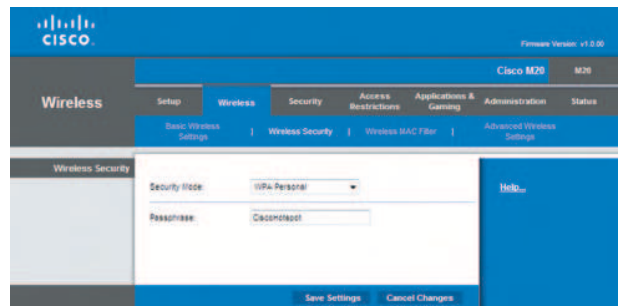 CISCO
Firmware Version: v1.0.00
Cisco M20 M20
Wireless
Setup Wireless Security Access Restrictions Applications & Gaming Administration Status
Basic Wireless Settings | Wireless Security | Wireless MAC Filter | Advanced Wireless Settings
Wireless Security
Security Mode: WPA Personal
Passphrase: Ciscohotspot
Help...
Save Settings Cancel Changes